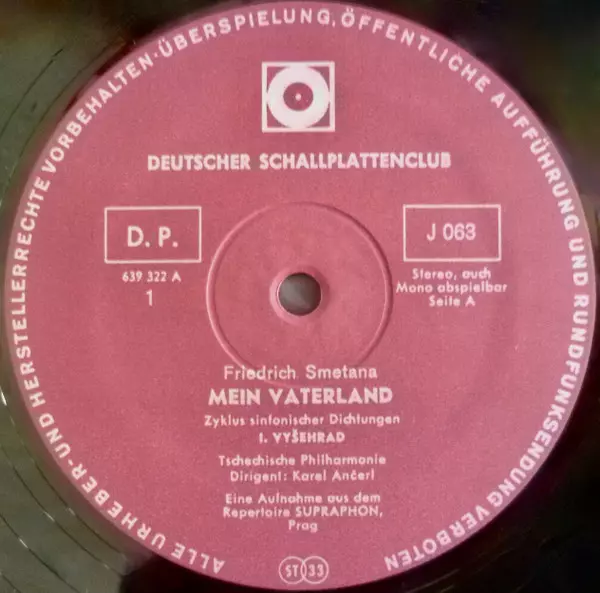 ALLE URHEBER- UND HERSTELLERRECHTE VORBEHALTEN · ÜBERSPIELUNG, ÖFFENTLICHE AUFFÜHRUNG UND RUNDFUNKSENDUNG VERBOTEN
DEUTSCHER SCHALLPLATTENCLUB
D. P.
639 322 A
1
J 063
Stereo, auch
Mono abspielbar
Seite A
Friedrich Smetana
MEIN VATERLAND
Zyklus sinfonischer Dichtungen
I. VYŠEHRAD
Tschechische Philharmonie
Dirigent: Karel Ančerl
Eine Aufnahme aus dem
Repertoire SUPRAPHON,
Prag
ST 33